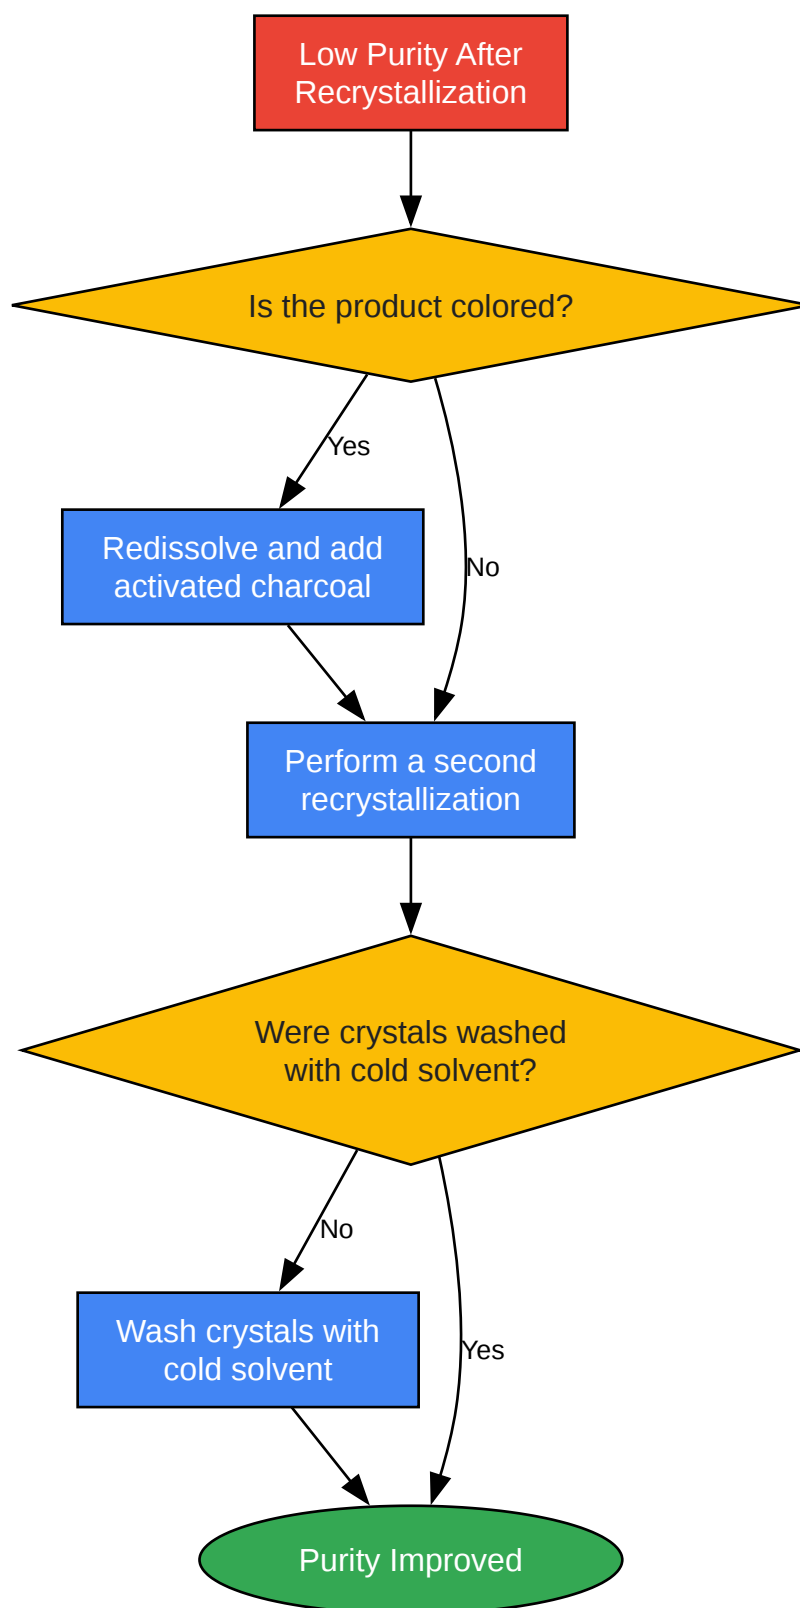 Low Purity After
Recrystallization
Is the product colored?
Yes
Redissolve and add
activated charcoal
No
Perform a second
recrystallization
Were crystals washed
with cold solvent?
No
Wash crystals with
cold solvent
Yes
Purity Improved